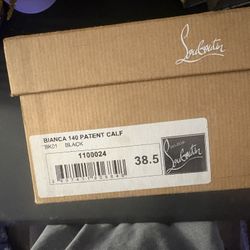 Louboutin
BIANCA 140 PATENT CALF
BK01 BLACK
1100024
38.5
Louboutin